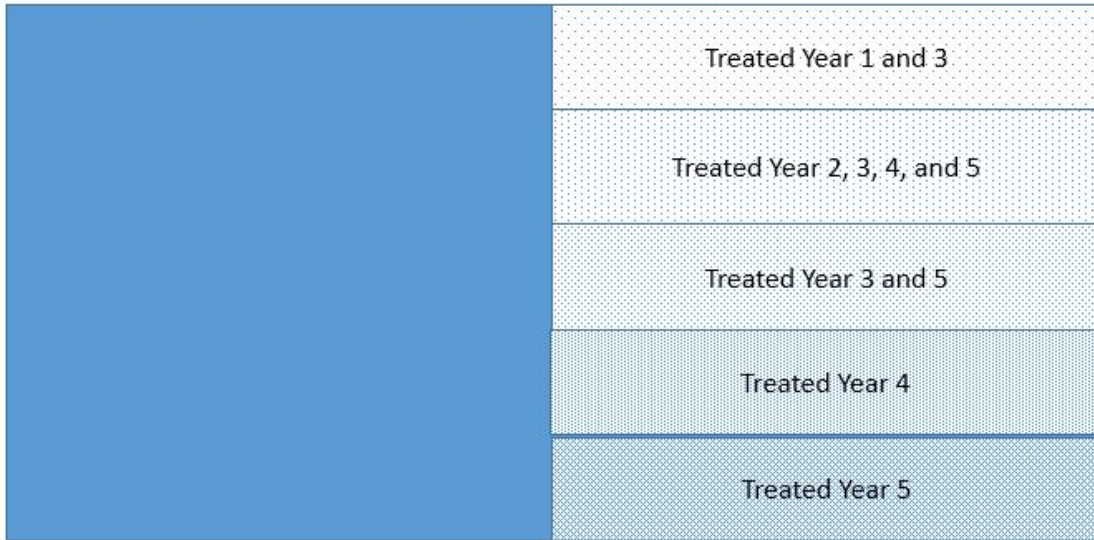 Treated Year 1 and 3
Treated Year 2, 3, 4, and 5
Treated Year 3 and 5
Treated Year 4
Treated Year 5